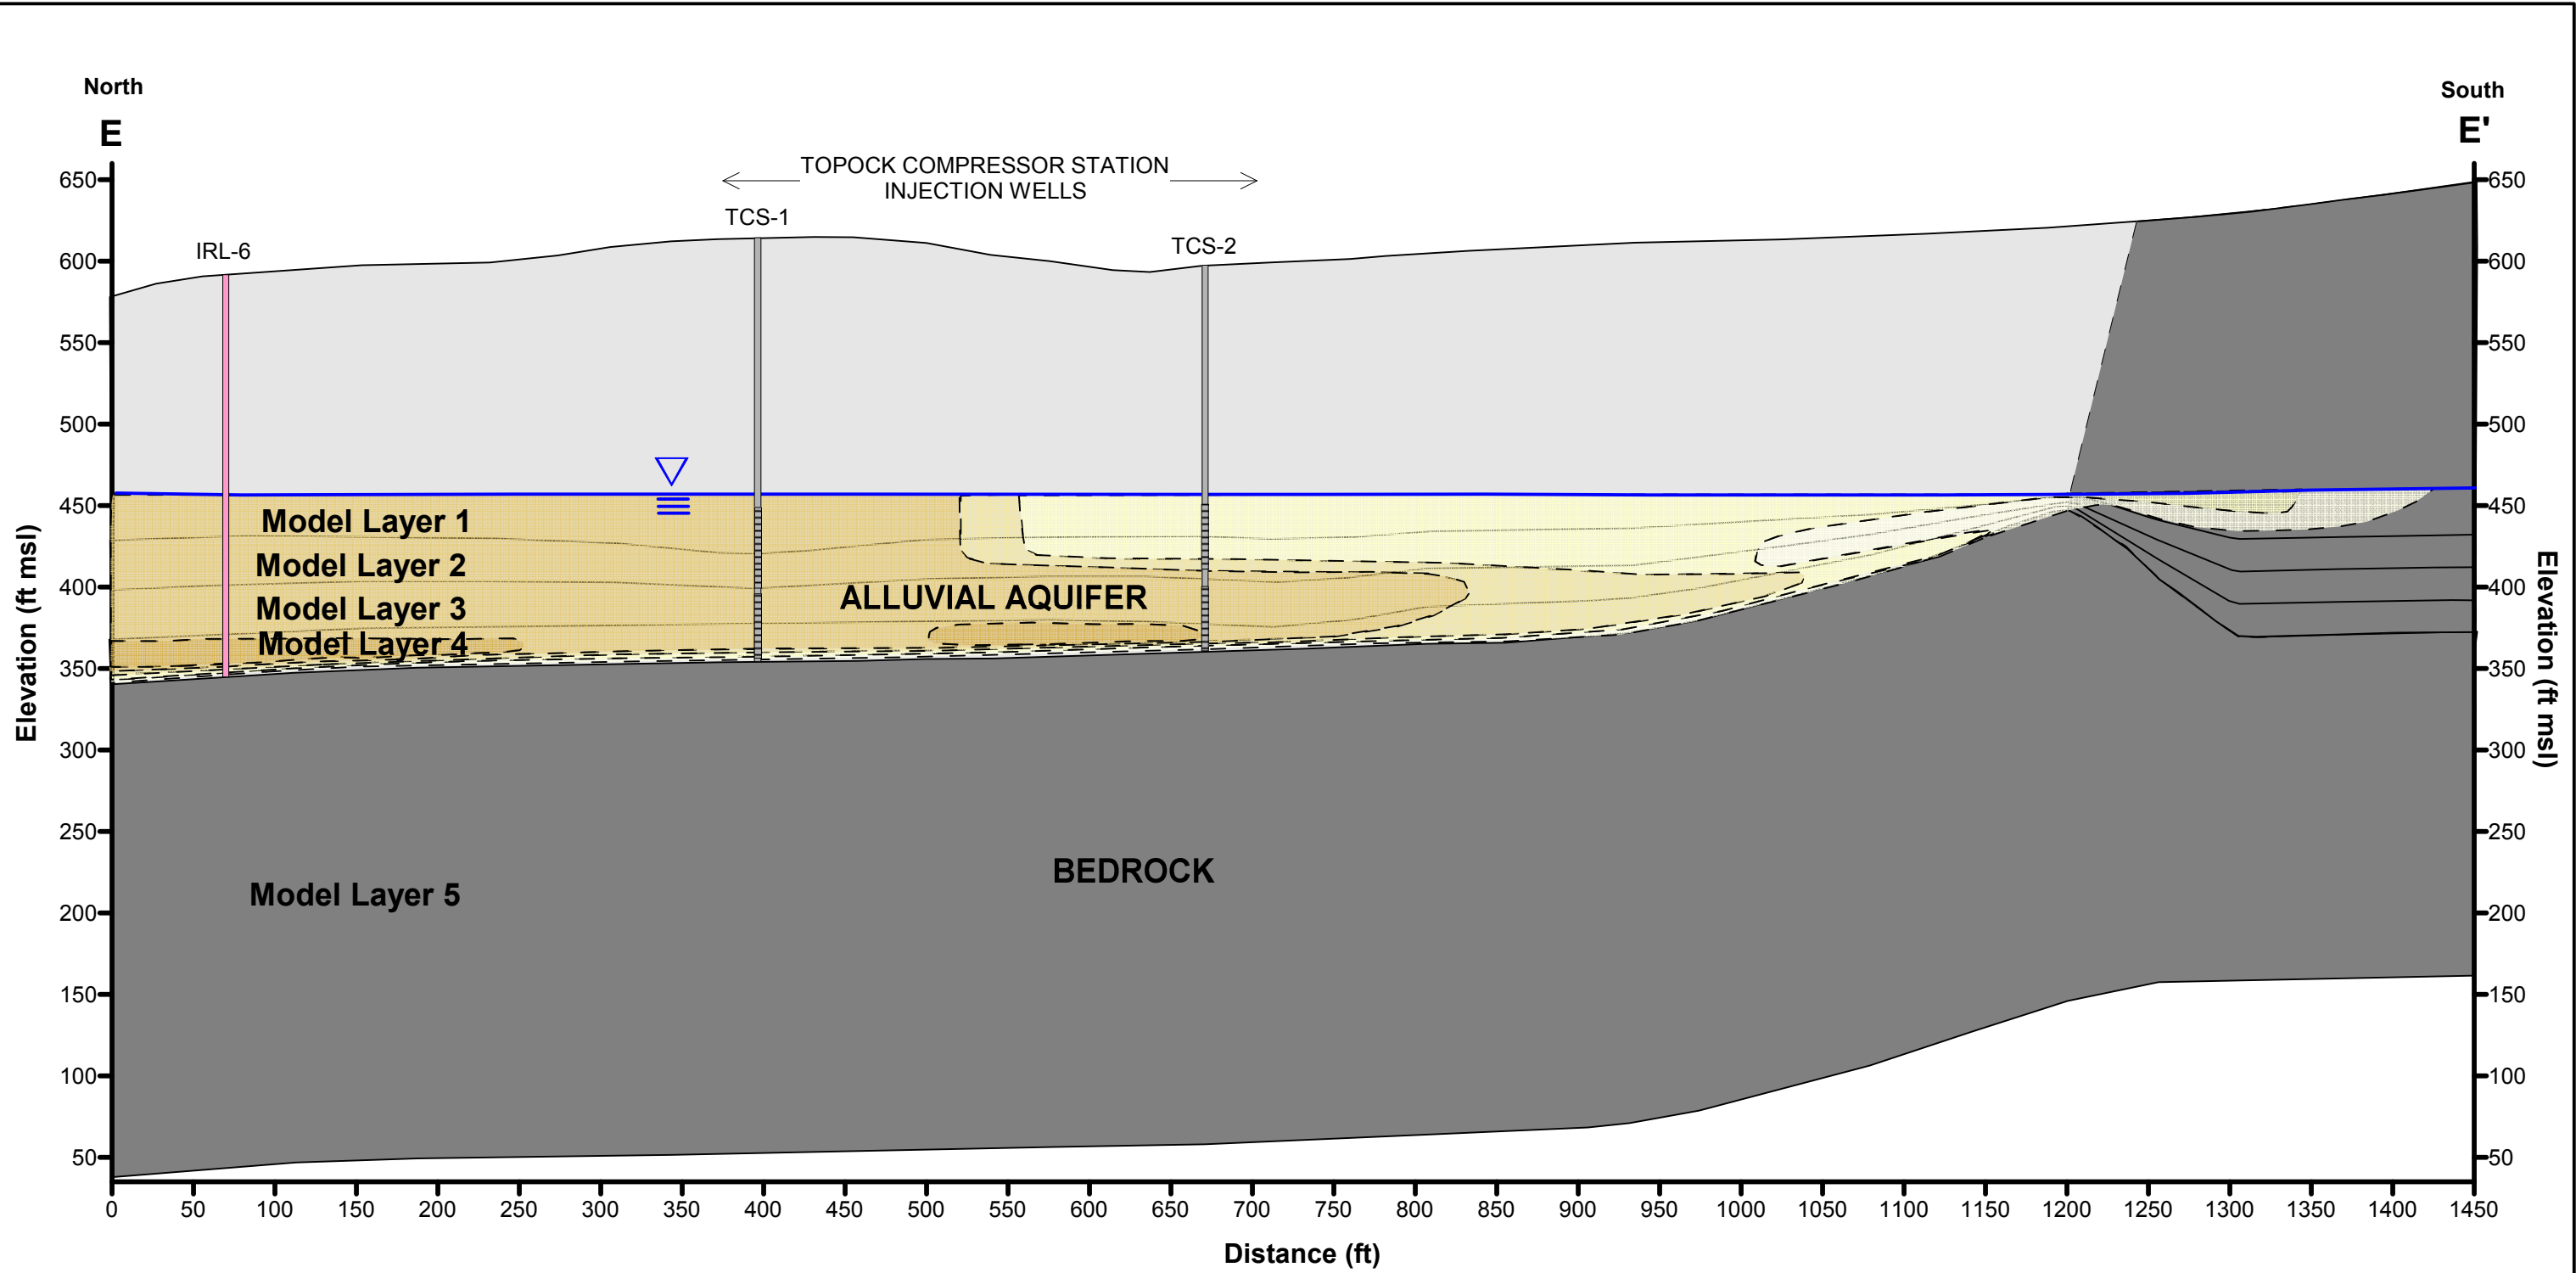 North
South
E
E'
TOPOCK COMPRESSOR STATION
INJECTION WELLS
TCS-1
TCS-2
IRL-6
650
600
550
500
450
400
350
300
250
200
150
100
50
Elevation (ft msl)
Model Layer 1
Model Layer 2
Model Layer 3
Model Layer 4
ALLUVIAL AQUIFER
BEDROCK
Model Layer 5
650
600
550
500
450
400
350
300
250
200
150
100
50
Elevation (ft msl)
0 50 100 150 200 250 300 350 400 450 500 550 600 650 700 750 800 850 900 950 1000 1050 1100 1150 1200 1250 1300 1350 1400 1450
Distance (ft)